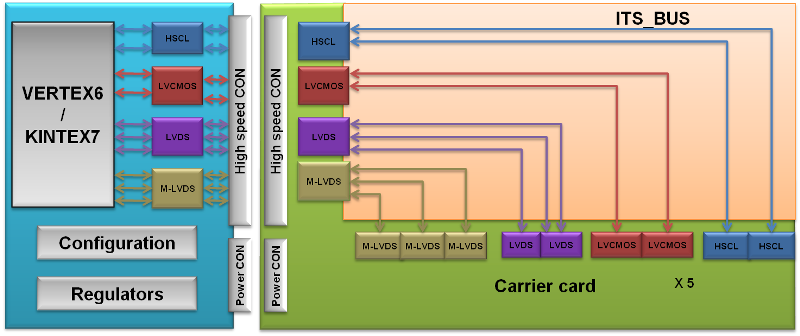 VERTEX6
/
KINTEX7
HSCL
LVCMOS
LVDS
M-LVDS
High speed CON
Configuration
Regulators
Power CON
High speed CON
Power CON
ITS_BUS
HSCL
LVCMOS
LVDS
M-LVDS
M-LVDS M-LVDS M-LVDS LVDS LVDS LVCMOS LVCMOS HSCL HSCL
Carrier card
X 5